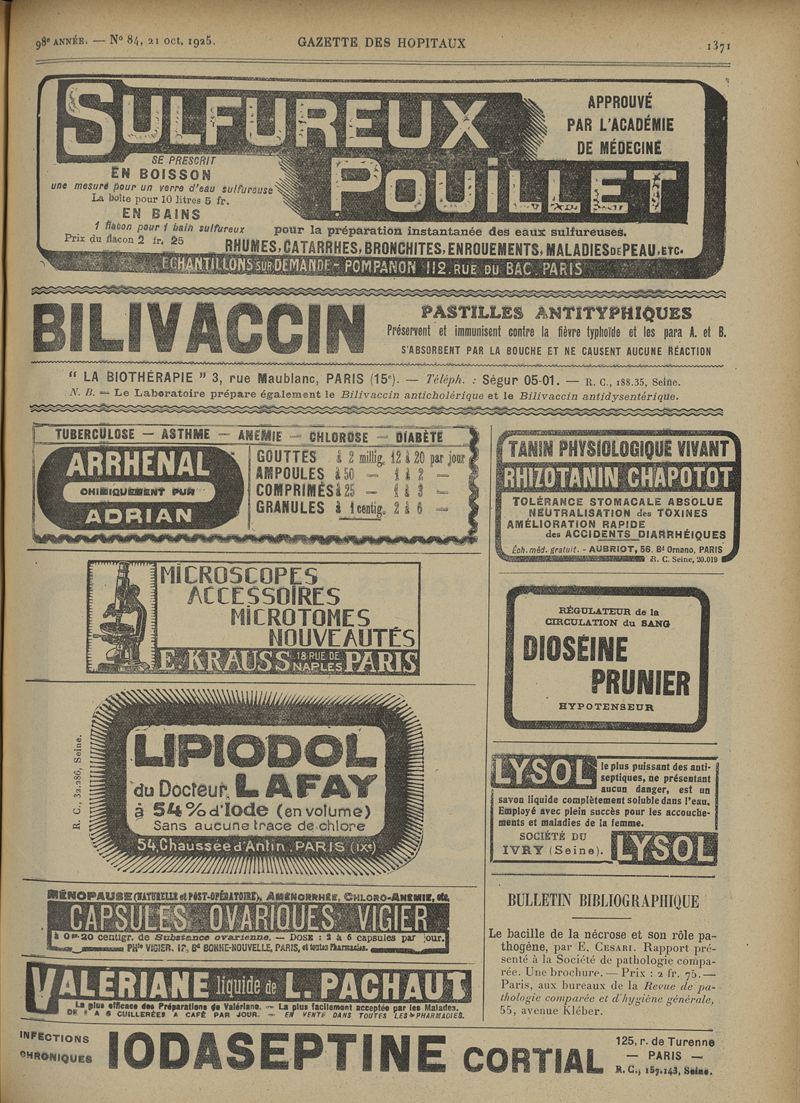 98e ANNÉE. — N° 84, 21 oct. 1925.
GAZETTE DES HOPITAUX
1371
SULFUREUX
POUILLET
APPROUVÉ
PAR L'ACADÉMIE
DE MÉDECINE
SE PRESCRIT
EN BOISSON
une mesure pour un verre d'eau sulfureuse
La boîte pour 10 litres 5 fr.
EN BAINS
1 flacon pour 1 bain sulfureux
Prix du flacon 2 fr. 25
pour la préparation instantanée des eaux sulfureuses.
RHUMES, CATARRHES, BRONCHITES, ENROUEMENTS, MALADIES DE PEAU, ETC.
ECHANTILLONS SUR DEMANDE - POMPANON 112, RUE DU BAC. PARIS
BILIVACCIN
PASTILLES ANTITYPHIQUES
Préservent et immunisent contre la fièvre typhoïde et les para A. et B.
S'ABSORBENT PAR LA BOUCHE ET NE CAUSENT AUCUNE RÉACTION
" LA BIOTHÉRAPIE " 3, rue Maublanc, PARIS (15e). — Téléph. : Ségur 05-01. — R. C., 188.35, Seine.
N. B. — Le Laboratoire prépare également le Bilivaccin anticholérique et le Bilivaccin antidysentérique.
TUBERCULOSE — ASTHME — ANEMIE — CHLOROSE — DIABÈTE
ARRHENAL
CHIMIQUEMENT PUR
ADRIAN
GOUTTES à 2 millig. 12 à 20 par jour
AMPOULES à 50 — 1 à 2 —
COMPRIMÉS à 25 — 1 à 3 —
GRANULES à 1 centig. 2 à 6 —
MICROSCOPES
ACCESSOIRES
MICROTOMES
NOUVEAUTÉS
E. KRAUSS 18 RUE DE NAPLES PARIS
R. C., 32.286, Seine.
LIPIODOL
du Docteur LAFAY
à 54% d'Iode (en volume)
Sans aucune trace de chlore
54, Chaussée d'Antin, PARIS (IXe)
MÉNOPAUSE (NATURELLE et POST-OPÉRATOIRE), AMÉNORRHÉE, CHLORO-ANEMIE, etc.
CAPSULES OVARIQUES VIGIER
à 0 gr. 20 centigr. de Substance ovarienne. — DOSE : 2 à 6 capsules par jour.
PHie VIGIER, 12, Bd BONNE-NOUVELLE, PARIS, et toutes Pharmacies.
VALÉRIANE liquide de L. PACHAUT
La plus efficace des Préparations de Valériane. — La plus facilement acceptée par les Malades.
DE 2 A 6 CUILLERÉES A CAFÉ PAR JOUR. — EN VENTE DANS TOUTES LES PHARMACIES.
TANIN PHYSIOLOGIQUE VIVANT
RHIZOTANIN CHAPOTOT
TOLÉRANCE STOMACALE ABSOLUE
NEUTRALISATION des TOXINES
AMÉLIORATION RAPIDE
des ACCIDENTS DIARRHÉIQUES
Éch. méd. gratuit. - AUBRIOT, 56, Bd Ornano, PARIS
R. C. Seine, 20.019
RÉGULATEUR de la
CIRCULATION du SANG
DIOSÉINE
PRUNIER
HYPOTENSEUR
LYSOL
le plus puissant des anti-
septiques, ne présentant
aucun danger, est un
savon liquide complètement soluble dans l'eau.
Employé avec plein succès pour les accouche-
ments et maladies de la femme.
SOCIÉTÉ DU
IVRY (Seine).
LYSOL
BULLETIN BIBLIOGRAPHIQUE
Le bacille de la nécrose et son rôle pa-
thogène, par E. CESARI. Rapport pré-
senté à la Société de pathologie compa-
rée. Une brochure. — Prix : 2 fr. 75. —
Paris, aux bureaux de la Revue de pa-
thologie comparée et d'hygiène générale,
55, avenue Kléber.
INFECTIONS
CHRONIQUES
IODASEPTINE CORTIAL
125, r. de Turenne
— PARIS —
R. C., 157.143, Seine.